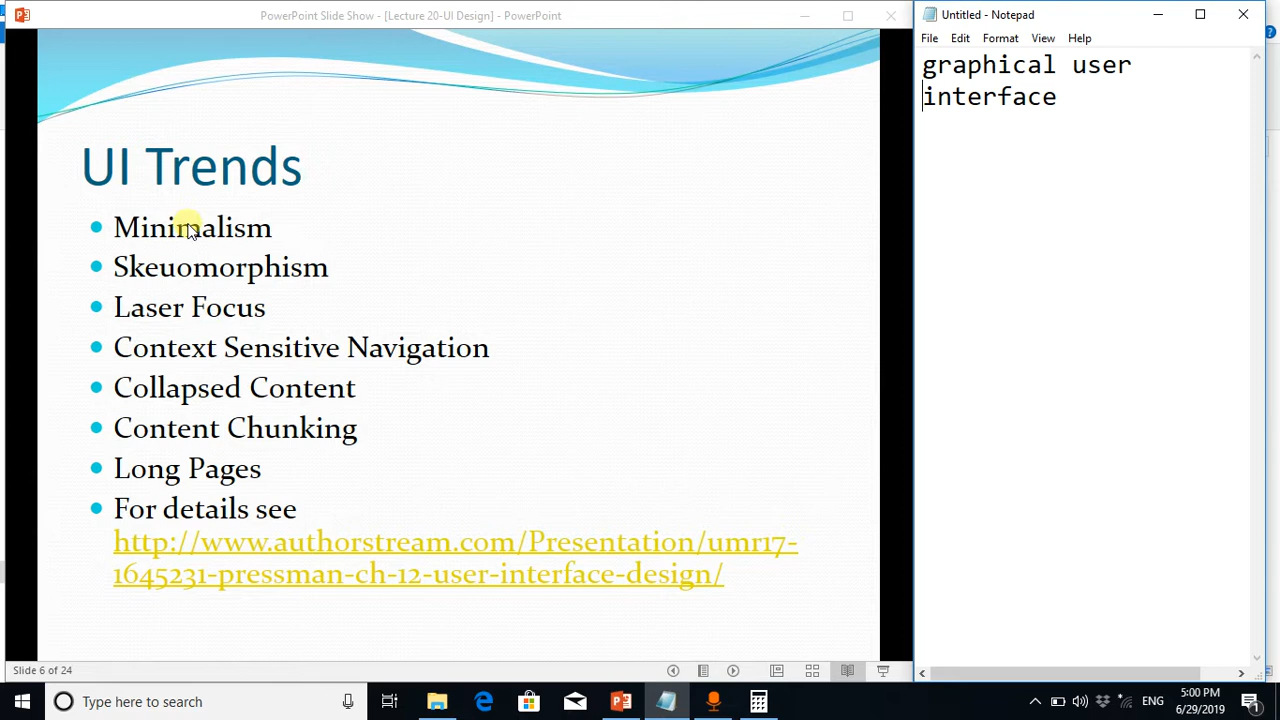 PowerPoint Slide Show - [Lecture 20-UI Design] - PowerPoint
Untitled - Notepad
File Edit Format View Help
graphical user
interface
UI Trends
Minimalism
Skeuomorphism
Laser Focus
Context Sensitive Navigation
Collapsed Content
Content Chunking
Long Pages
For details see
http://www.authorstream.com/Presentation/umr17-
1645231-pressman-ch-12-user-interface-design/
Slide 6 of 24
Type here to search
ENG
5:00 PM
6/29/2019
1